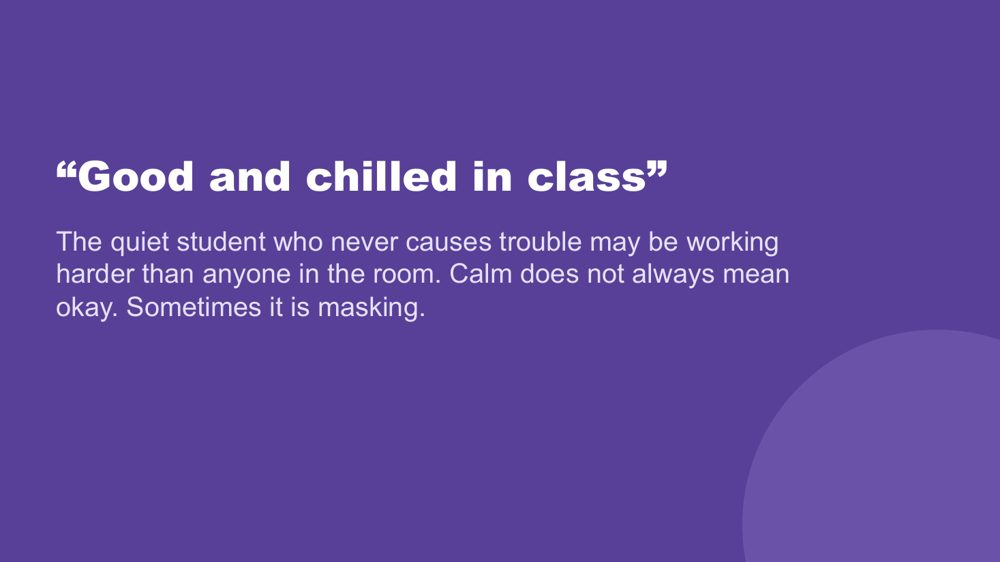 “Good and chilled in class”
The quiet student who never causes trouble may be working
harder than anyone in the room. Calm does not always mean
okay. Sometimes it is masking.